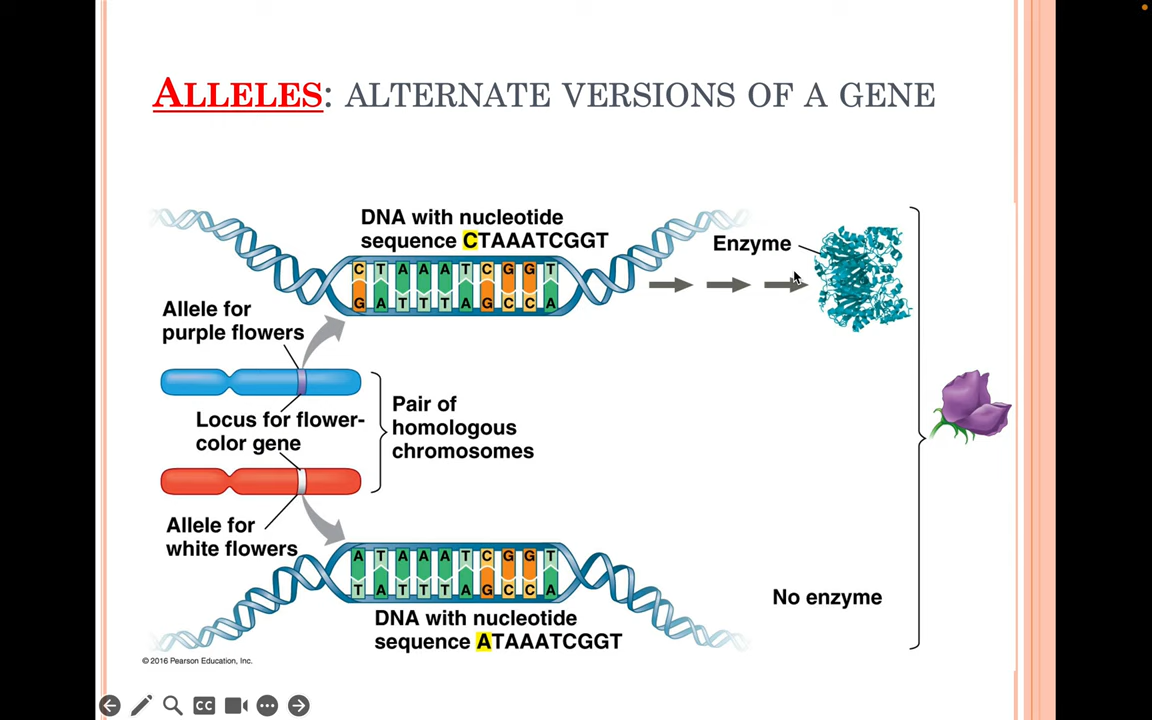 ALLELES: ALTERNATE VERSIONS OF A GENE
DNA with nucleotide
sequence CTAAATCGGT
Enzyme
C T A A A T C G G T
G A T T T A G C C A
Allele for
purple flowers
Locus for flower-
color gene
Pair of
homologous
chromosomes
Allele for
white flowers
A T A A A T C G G T
T A T T T A G C C A
DNA with nucleotide
sequence ATAAATCGGT
No enzyme
© 2016 Pearson Education, Inc.
CC